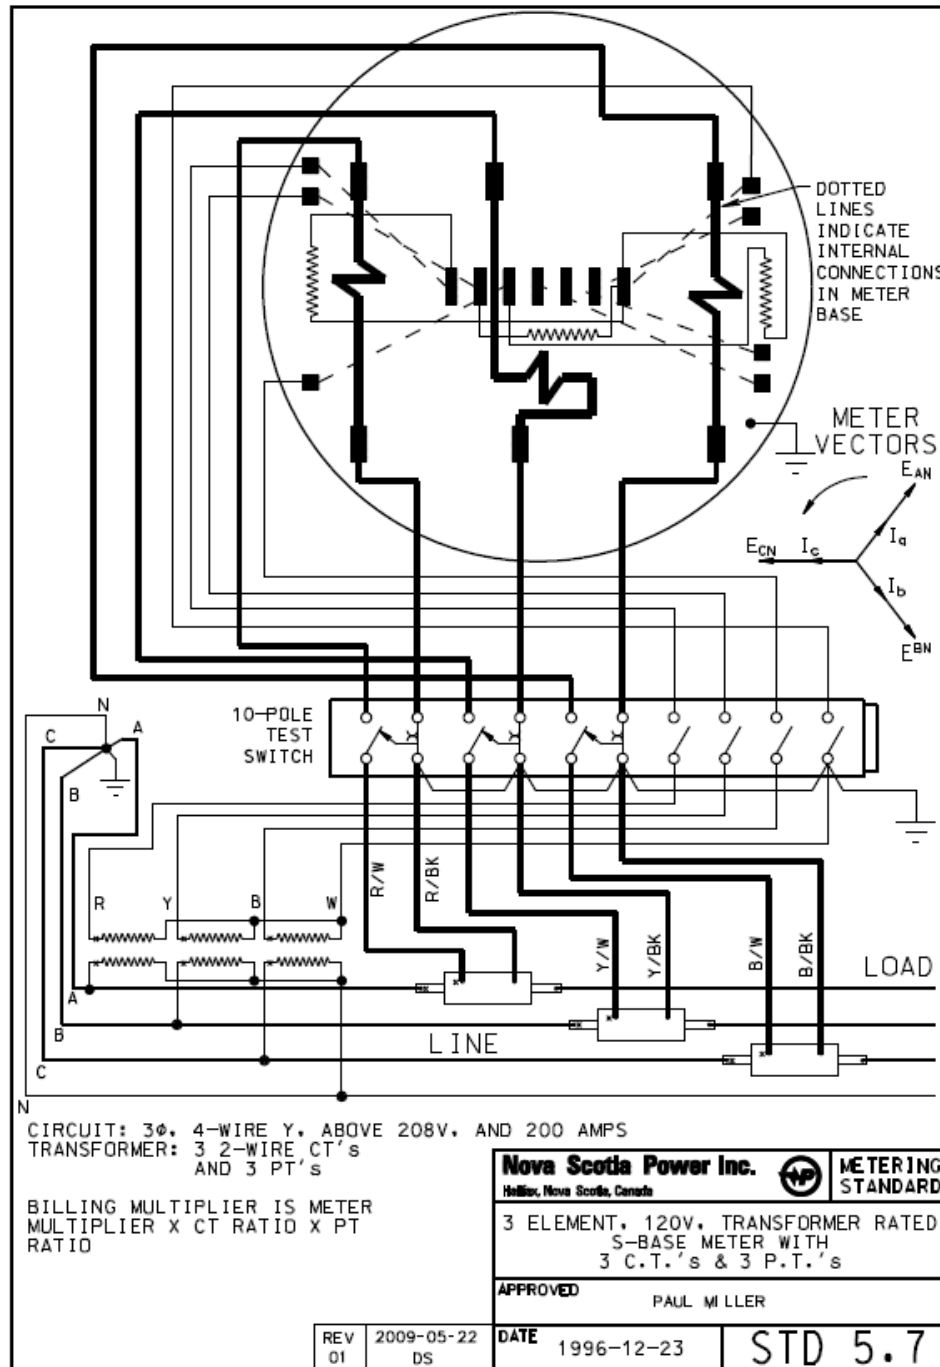 DOTTED
LINES
INDICATE
INTERNAL
CONNECTIONS
IN METER
BASE
METER
VECTORS
EAN
Ia
ECN
Ic
Ib
EBN
10-POLE
TEST
SWITCH
N
C
A
B
R/W
R/BK
R
Y
B
W
Y/W
Y/BK
B/W
B/BK
LOAD
A
B
LINE
C
N
CIRCUIT: 3Φ, 4-WIRE Y, ABOVE 208V, AND 200 AMPS
TRANSFORMER: 3 2-WIRE CT's
AND 3 PT's
BILLING MULTIPLIER IS METER
MULTIPLIER X CT RATIO X PT
RATIO
Nova Scotia Power Inc.
Halifax, Nova Scotia, Canada
METERING
STANDARD
3 ELEMENT, 120V, TRANSFORMER RATED
S-BASE METER WITH
3 C.T.'s & 3 P.T.'s
APPROVED
PAUL MILLER
REV
01
2009-05-22
DS
DATE
1996-12-23
STD 5.7